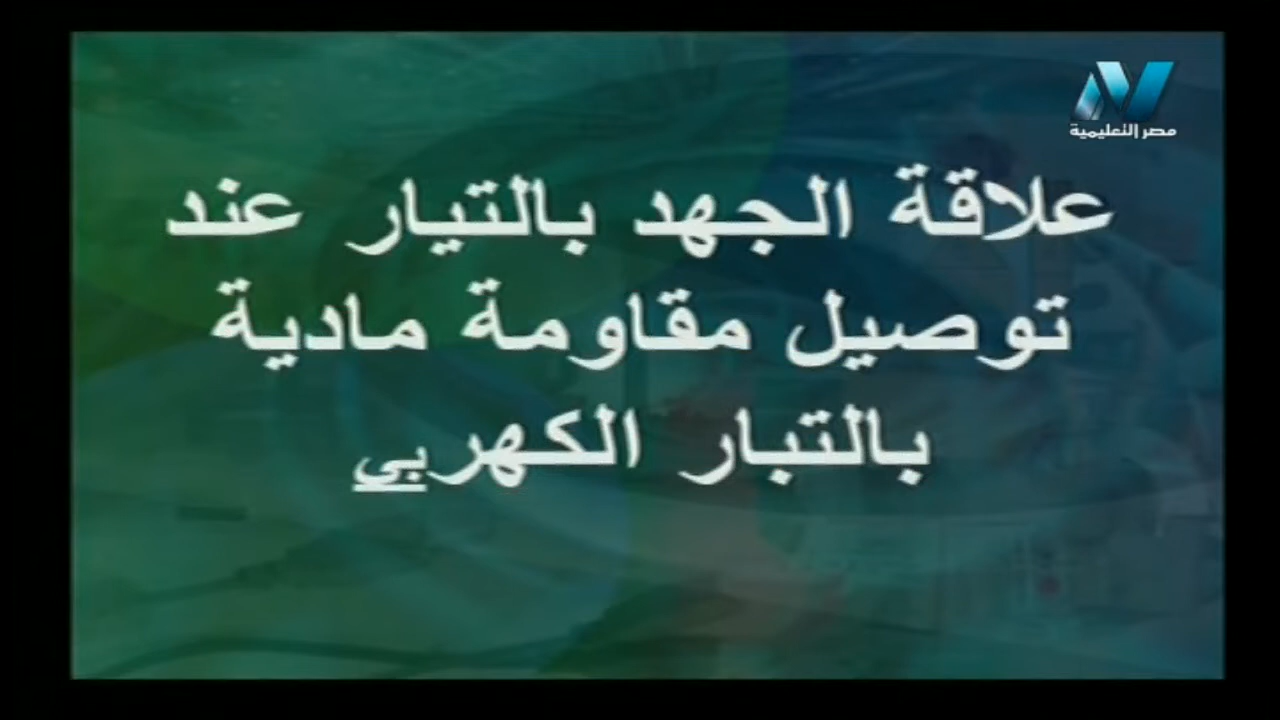 مصر التعليمية
علاقة الجهد بالتيار عند
توصيل مقاومة مادية
بالتبار الكهربي